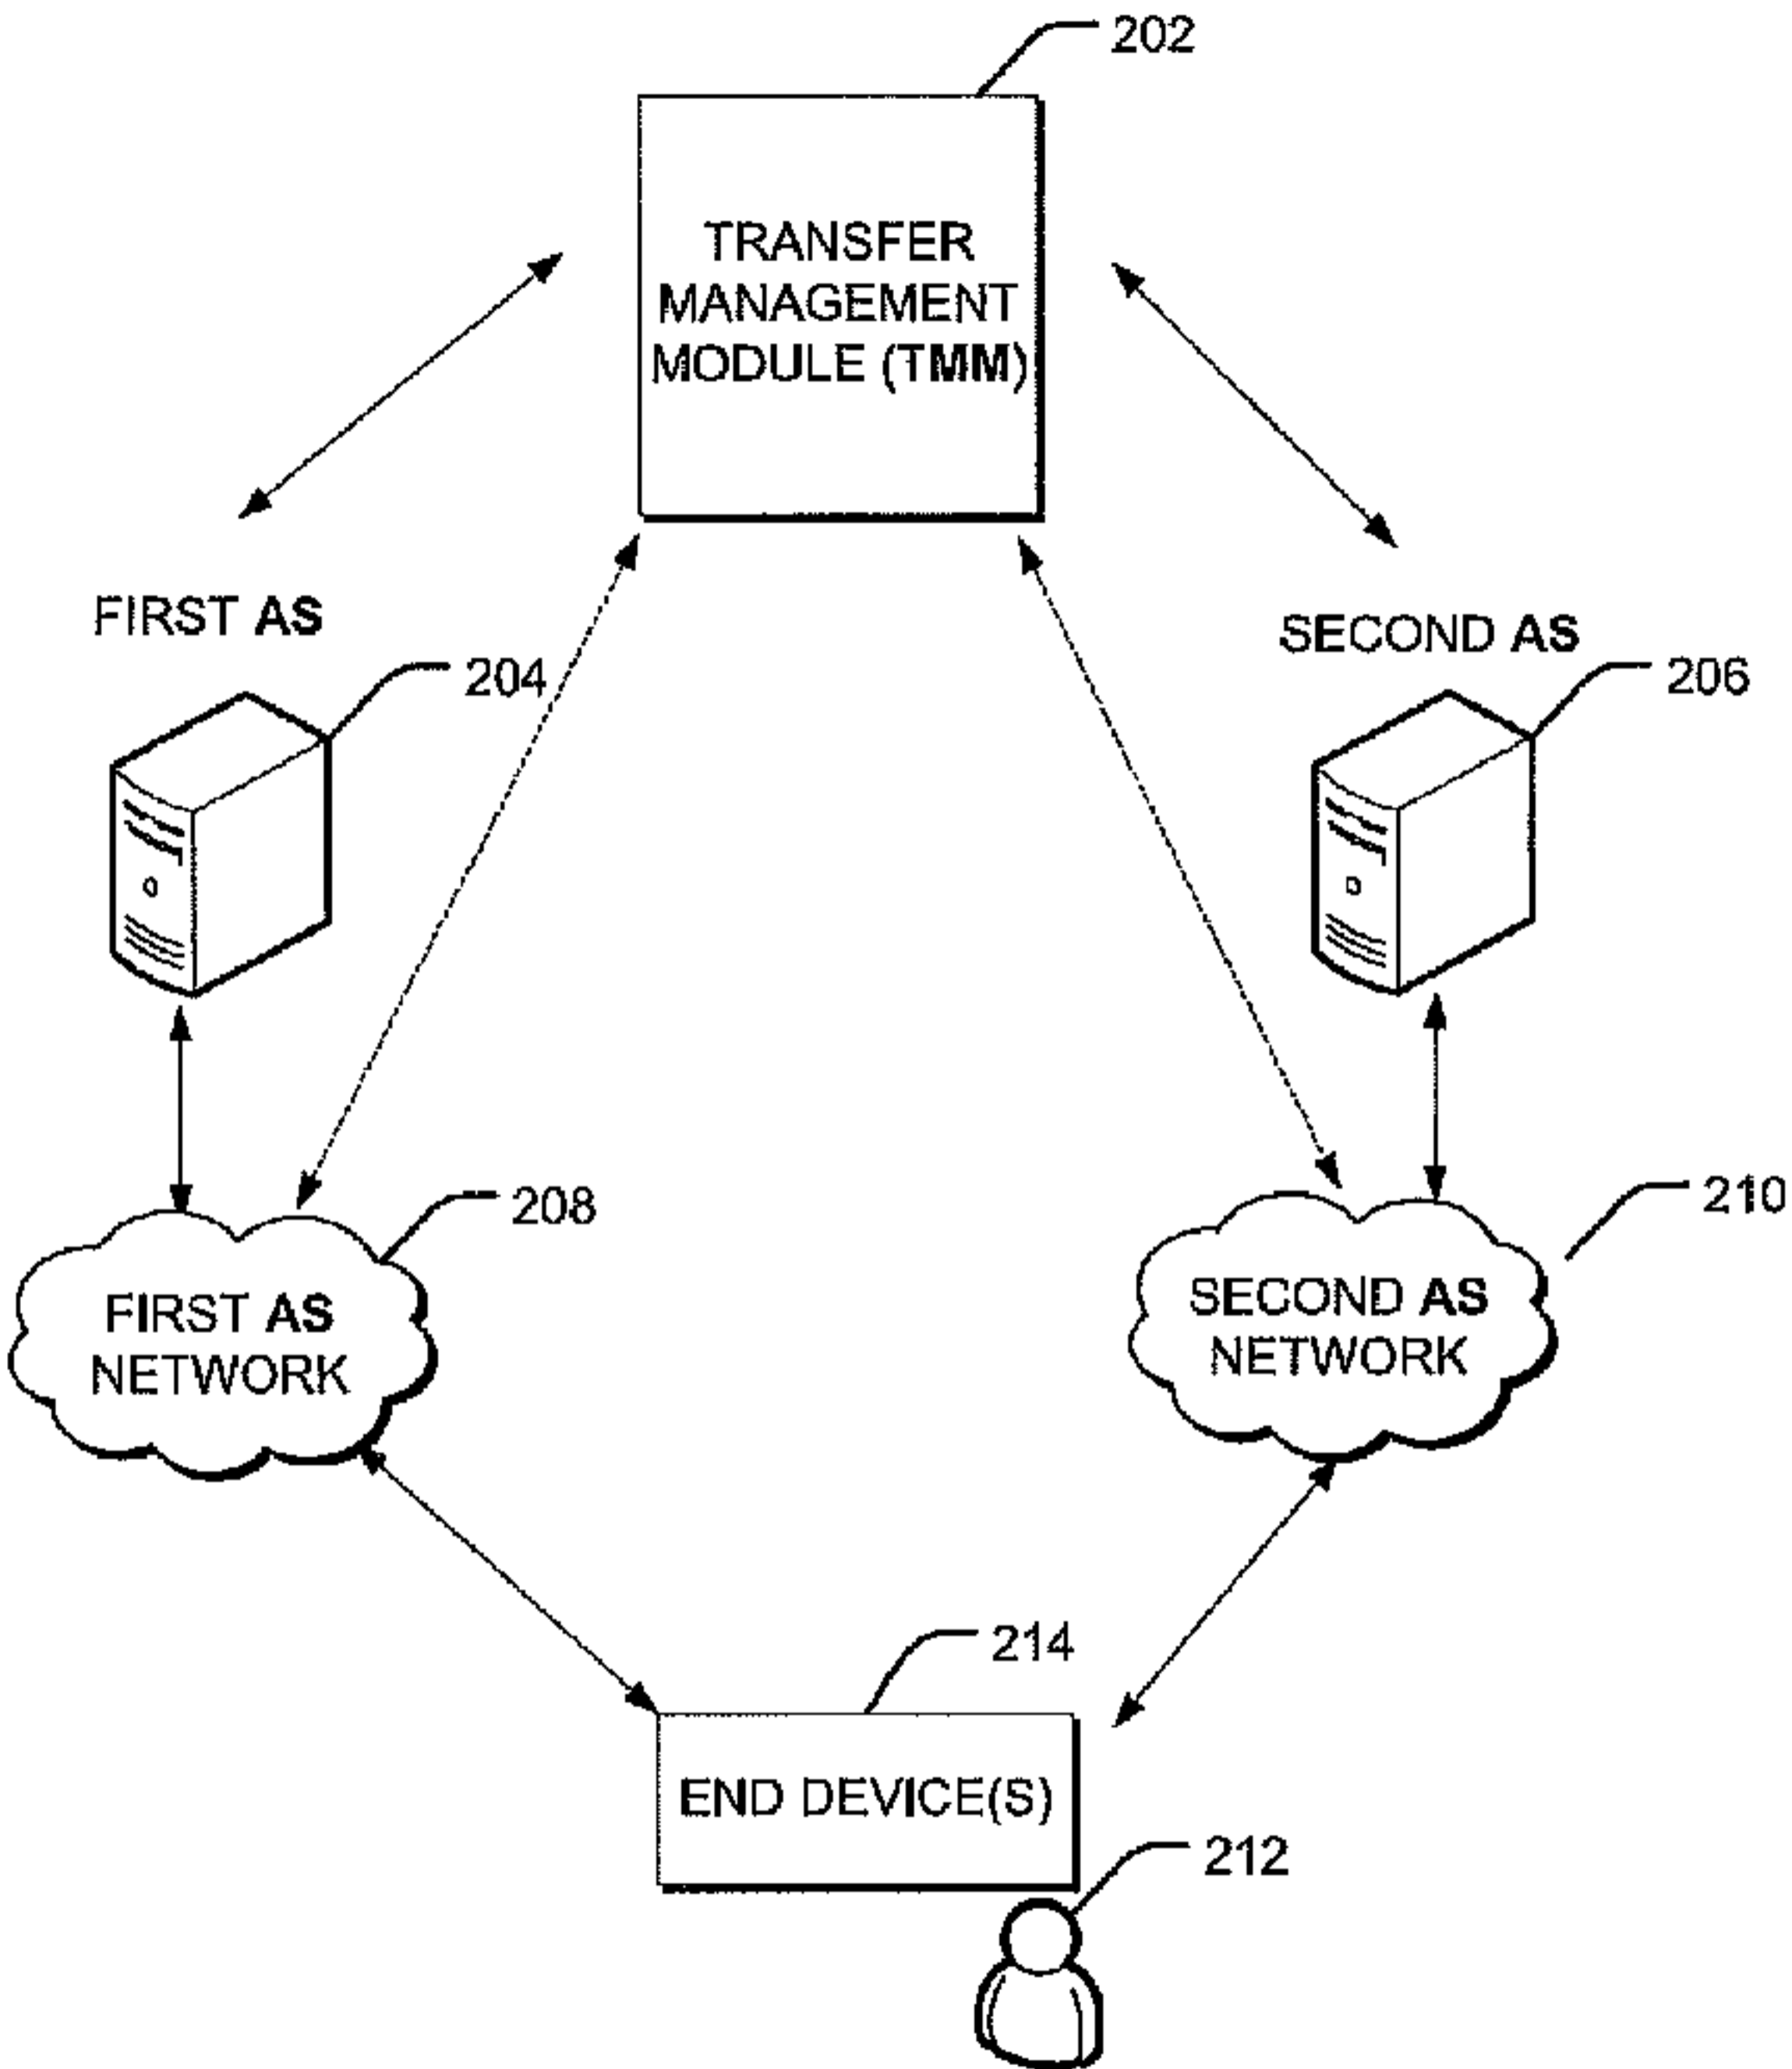 202
TRANSFER
MANAGEMENT
MODULE (TMM)
FIRST AS
204
SECOND AS
206
208
FIRST AS
NETWORK
210
SECOND AS
NETWORK
214
END DEVICE(S)
212